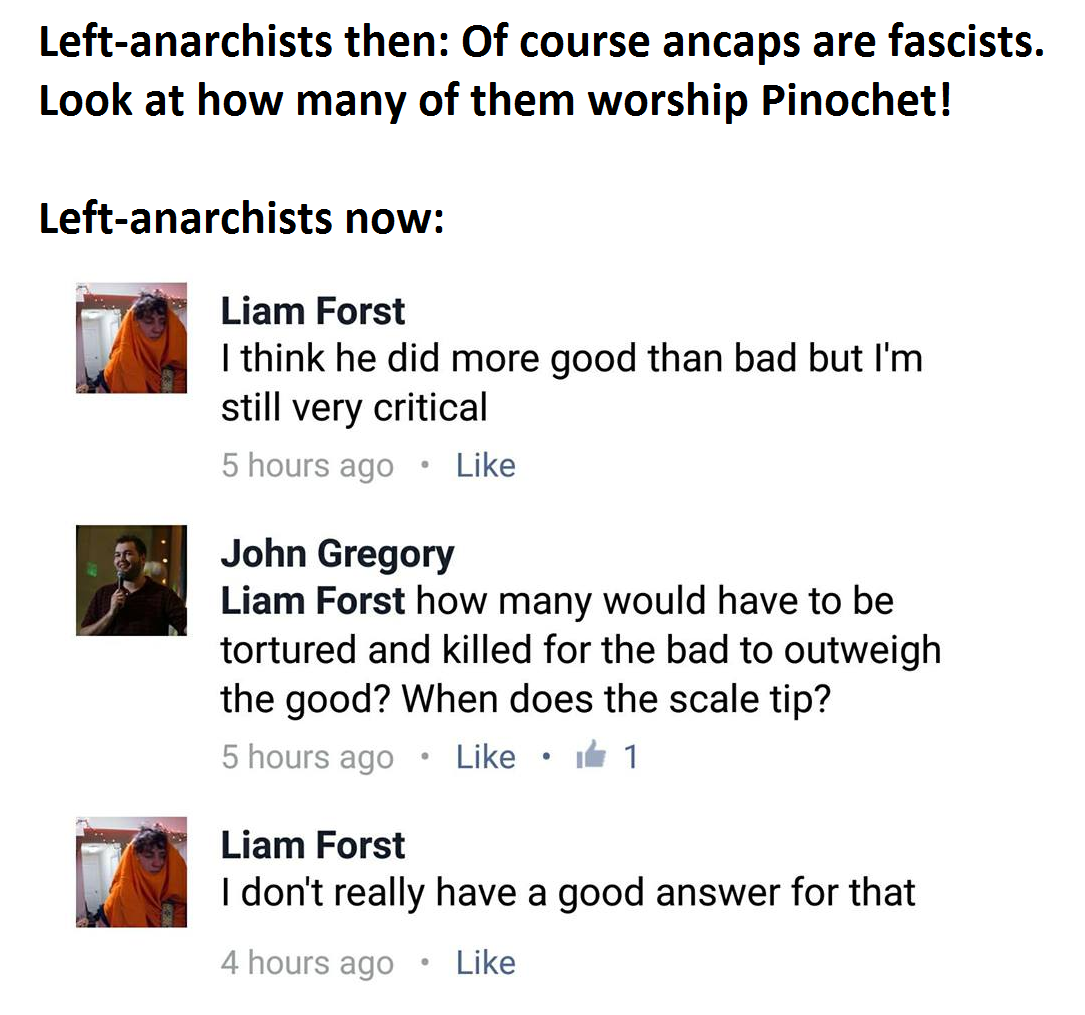 Left-anarchists then: Of course ancaps are fascists.
Look at how many of them worship Pinochet!
Left-anarchists now:
Liam Forst
I think he did more good than bad but I'm
still very critical
5 hours ago • Like
John Gregory
Liam Forst how many would have to be
tortured and killed for the bad to outweigh
the good? When does the scale tip?
5 hours ago • Like • 1
Liam Forst
I don't really have a good answer for that
4 hours ago • Like